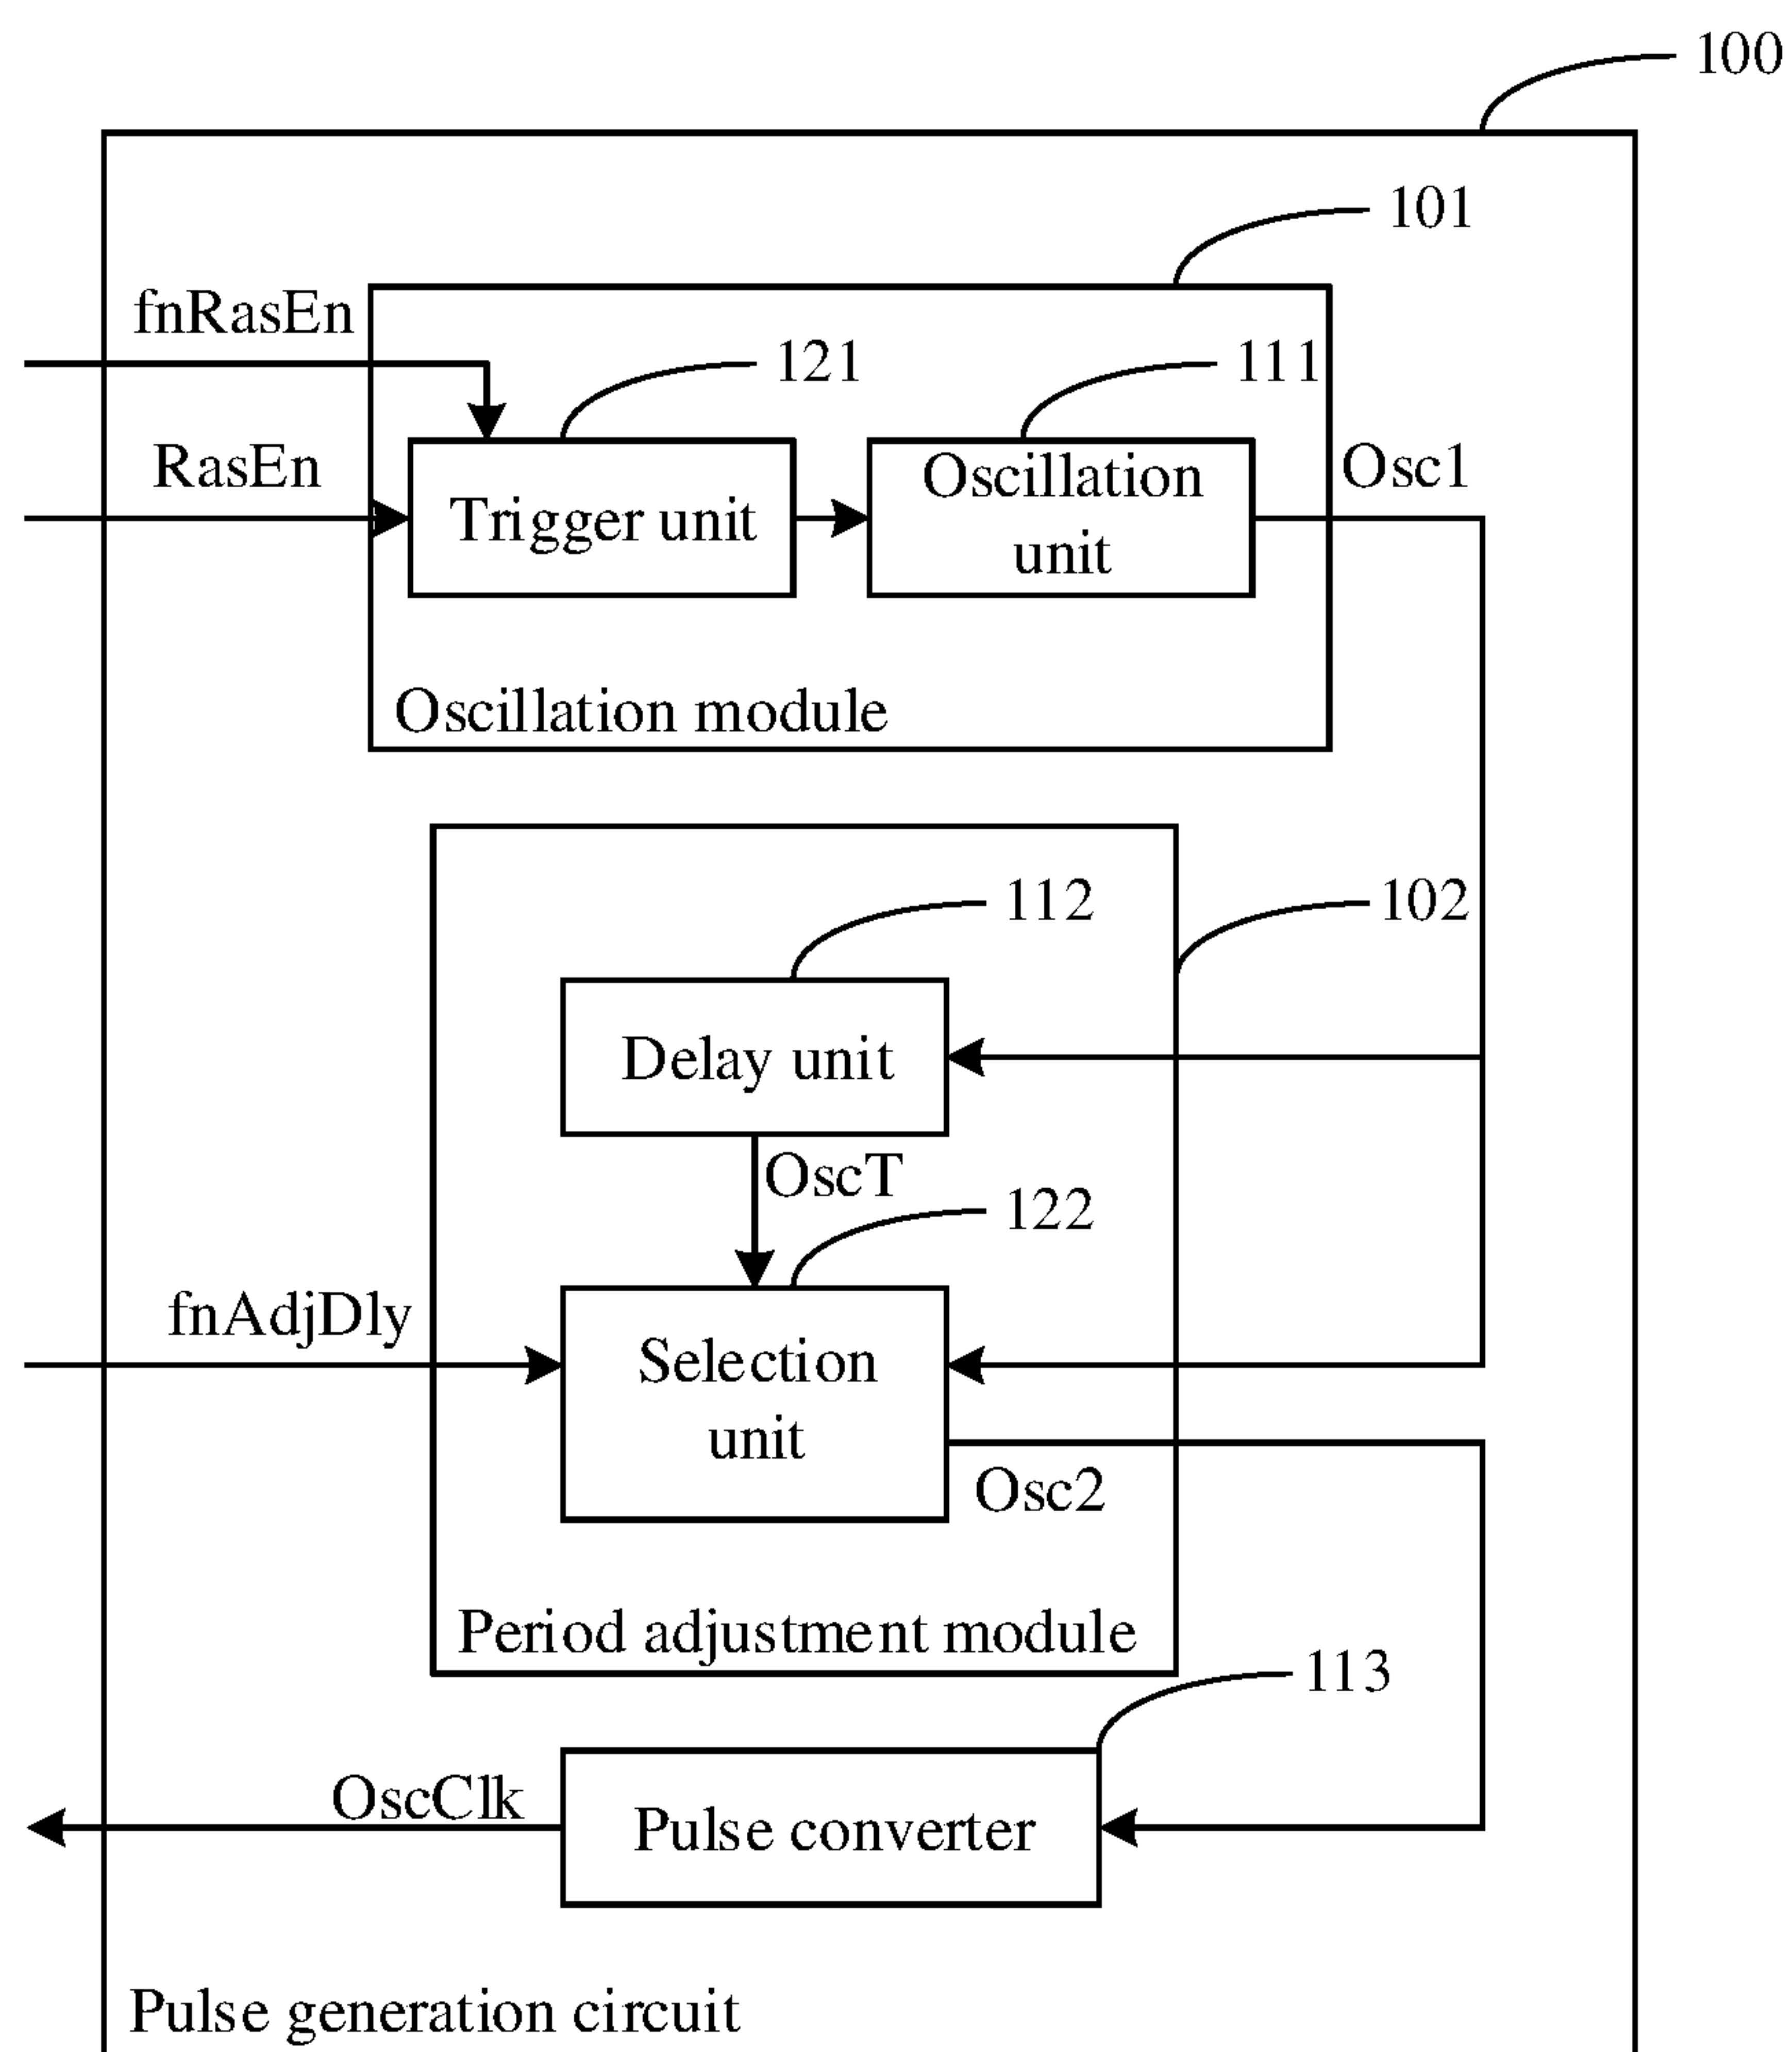 100
101
fnRasEn
121
111
RasEn
Trigger unit
Oscillation
unit
Osc1
Oscillation module
112
102
Delay unit
OscT
122
fnAdjDly
Selection
unit
Osc2
Period adjustment module
113
OscClk
Pulse converter
Pulse generation circuit